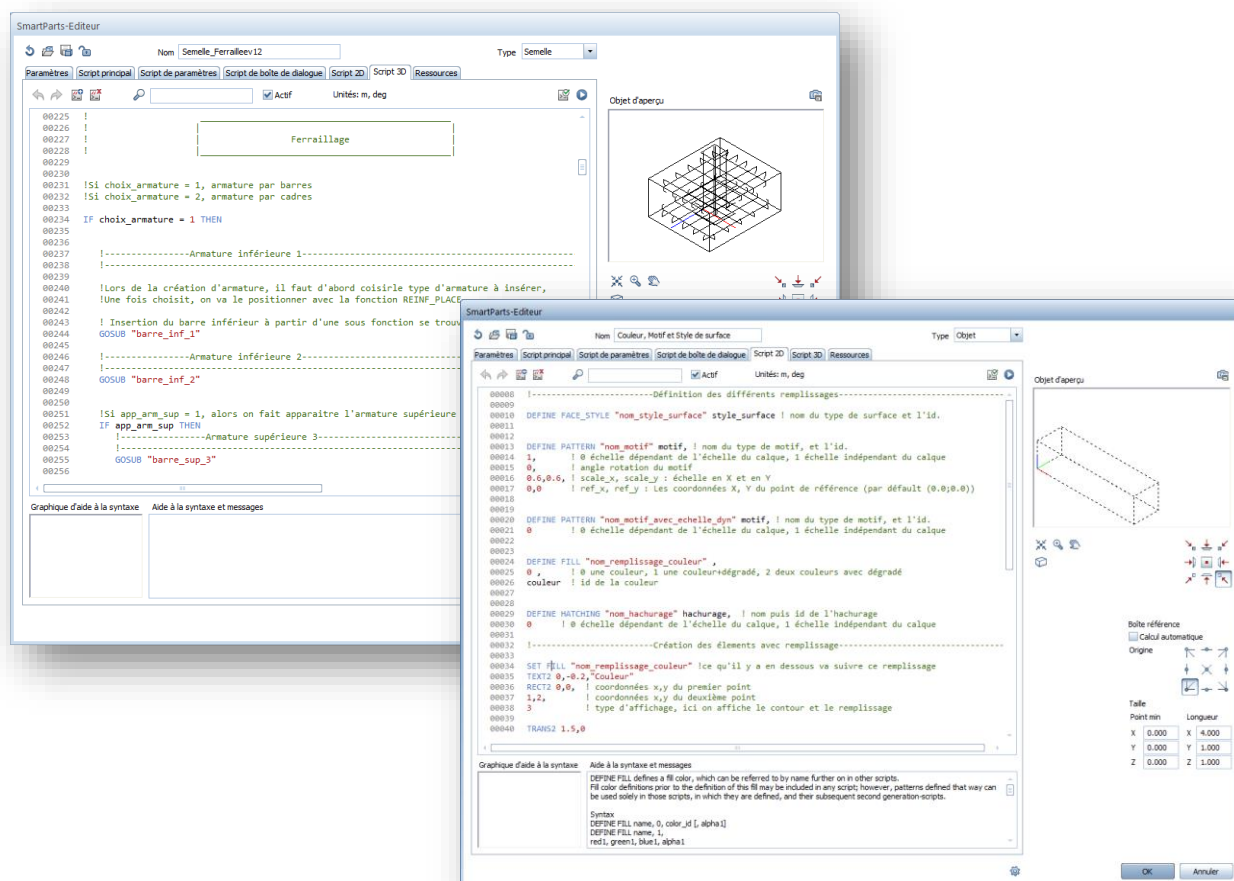 SmartParts-Editeur
Nom Semelle_Ferrailleev12 Type Semelle
Paramètres Script principal Script de paramètres Script de boîte de dialogue Script 2D Script 3D Ressources
Actif Unités: m, deg
Objet d'aperçu
00225 !
00226 ! | |
00227 ! | Ferraillage |
00228 ! |
00229
00230
00231 !Si choix_armature = 1, armature par barres
00232 !Si choix_armature = 2, armature par cadres
00233
00234 IF choix_armature = 1 THEN
00235
00236
00237 !----------------Armature inférieure 1----------------
00238 !----------------
00239
00240 !Lors de la création d'armature, il faut d'abord coisirle type d'armature à insérer,
00241 !Une fois choisit, on va le positionner avec la fonction REINF_PLACE
00242
00243 ! Insertion du barre inférieur à partir d'une sous fonction se trouv
00244 GOSUB "barre_inf_1"
00245
00246 !----------------Armature inférieure 2----------------
00247 !----------------
00248 GOSUB "barre_inf_2"
00249
00250
00251 !Si app_arm_sup = 1, alors on fait apparaitre l'armature supérieure
00252 IF app_arm_sup THEN
00253 !----------------Armature supérieure 3----------------
00254 !----------------
00255 GOSUB "barre_sup_3"
00256
Graphique d'aide à la syntaxe Aide à la syntaxe et messages
SmartParts-Editeur
Nom Couleur, Motif et Style de surface Type Objet
Paramètres Script principal Script de paramètres Script de boîte de dialogue Script 2D Script 3D Ressources
Actif Unités: m, deg
Objet d'aperçu
00008 !-----------------------Définition des différents remplissages-----------------------
00009
00010 DEFINE FACE_STYLE "nom_style_surface" style_surface ! nom du type de surface et l'id.
00011
00012
00013 DEFINE PATTERN "nom_motif" motif, ! nom du type de motif, et l'id.
00014 1, ! 0 échelle dépendant de l'échelle du calque, 1 échelle indépendant du calque
00015 0, ! angle rotation du motif
00016 0.6,0.6, ! scale_x, scale_y : échelle en X et en Y
00017 0,0 ! ref_x, ref_y : Les coordonnées X, Y du point de référence (par défault (0.0;0.0))
00018
00019
00020 DEFINE PATTERN "nom_motif_avec_echelle_dyn" motif, ! nom du type de motif, et l'id.
00021 0 ! 0 échelle dépendant de l'échelle du calque, 1 échelle indépendant du calque
00022
00023
00024 DEFINE FILL "nom_remplissage_couleur" ,
00025 0 , ! 0 une couleur, 1 une couleur+dégradé, 2 deux couleurs avec dégradé
00026 couleur ! id de la couleur
00027
00028
00029 DEFINE HATCHING "nom_hachurage" hachurage, ! nom puis id de l'hachurage
00030 0 ! 0 échelle dépendant de l'échelle du calque, 1 échelle indépendant du calque
00031
00032 !-----------------------Création des élements avec remplissage-----------------------
00033
00034 SET FILL "nom_remplissage_couleur" !ce qu'il y a en dessous va suivre ce remplissage
00035 TEXT2 0,-0.2,"Couleur"
00036 RECT2 0,0, ! coordonnées x,y du premier point
00037 1,2, ! coordonnées x,y du deuxième point
00038 3 ! type d'affichage, ici on affiche le contour et le remplissage
00039
00040 TRANS2 1.5,0
Boîte référence
Calcul automatique
Origine
Taille
Point min Longueur
X 0.000 X 4.000
Y 0.000 Y 1.000
Z 0.000 Z 1.000
Graphique d'aide à la syntaxe Aide à la syntaxe et messages
DEFINE FILL defines a fill color, which can be referred to by name further on in other scripts.
Fill color definitions prior to the definition of this fill may be included in any script; however, patterns defined that way can
be used solely in those scripts, in which they are defined, and their subsequent second generation-scripts.
Syntax
DEFINE FILL name, 0, color_id [, alpha1]
DEFINE FILL name, 1,
red1, green1, blue1, alpha1
OK Annuler